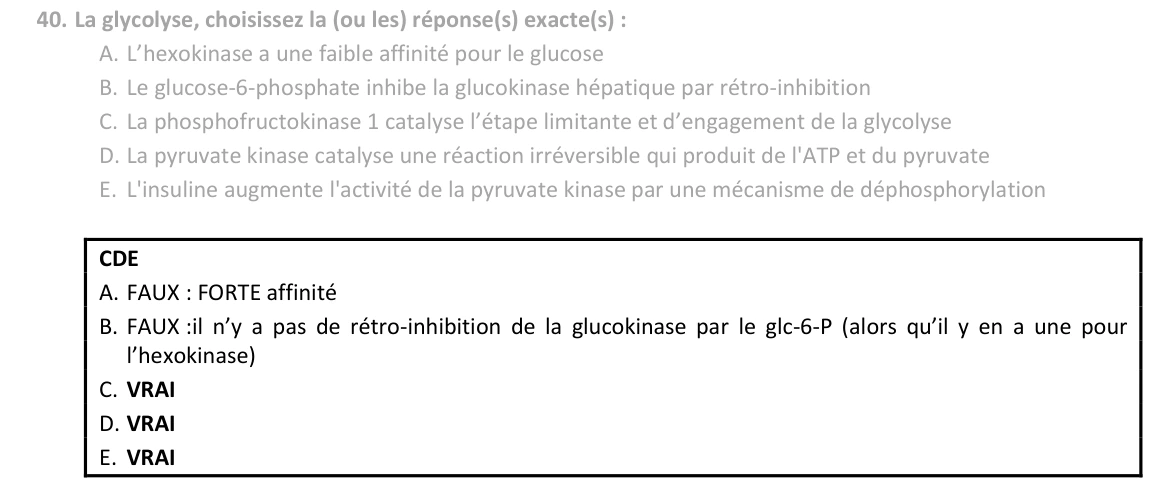 40. La glycolyse, choisissez la (ou les) réponse(s) exacte(s) :
A. L’hexokinase a une faible affinité pour le glucose
B. Le glucose-6-phosphate inhibe la glucokinase hépatique par rétro-inhibition
C. La phosphofructokinase 1 catalyse l’étape limitante et d’engagement de la glycolyse
D. La pyruvate kinase catalyse une réaction irréversible qui produit de l'ATP et du pyruvate
E. L'insuline augmente l'activité de la pyruvate kinase par une mécanisme de déphosphorylation
CDE
A. FAUX : FORTE affinité
B. FAUX :il n’y a pas de rétro-inhibition de la glucokinase par le glc-6-P (alors qu’il y en a une pour
l’hexokinase)
C. VRAI
D. VRAI
E. VRAI